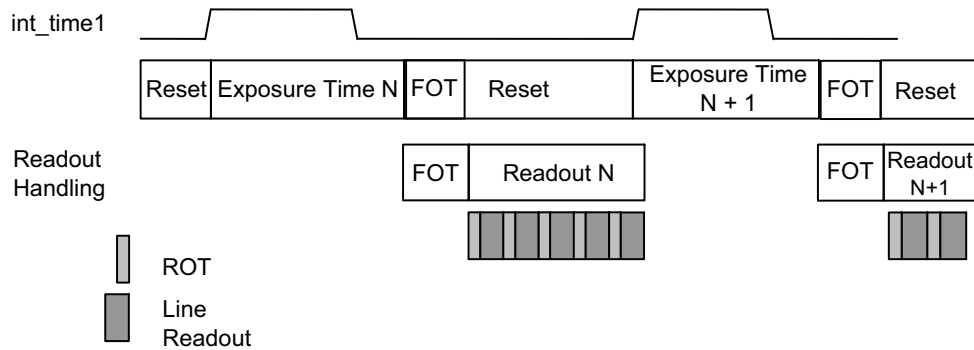 int_time1
Reset Exposure Time N FOT Reset Exposure Time
N + 1 FOT Reset
Readout
Handling
FOT Readout N FOT Readout
N+1
ROT
Line
Readout